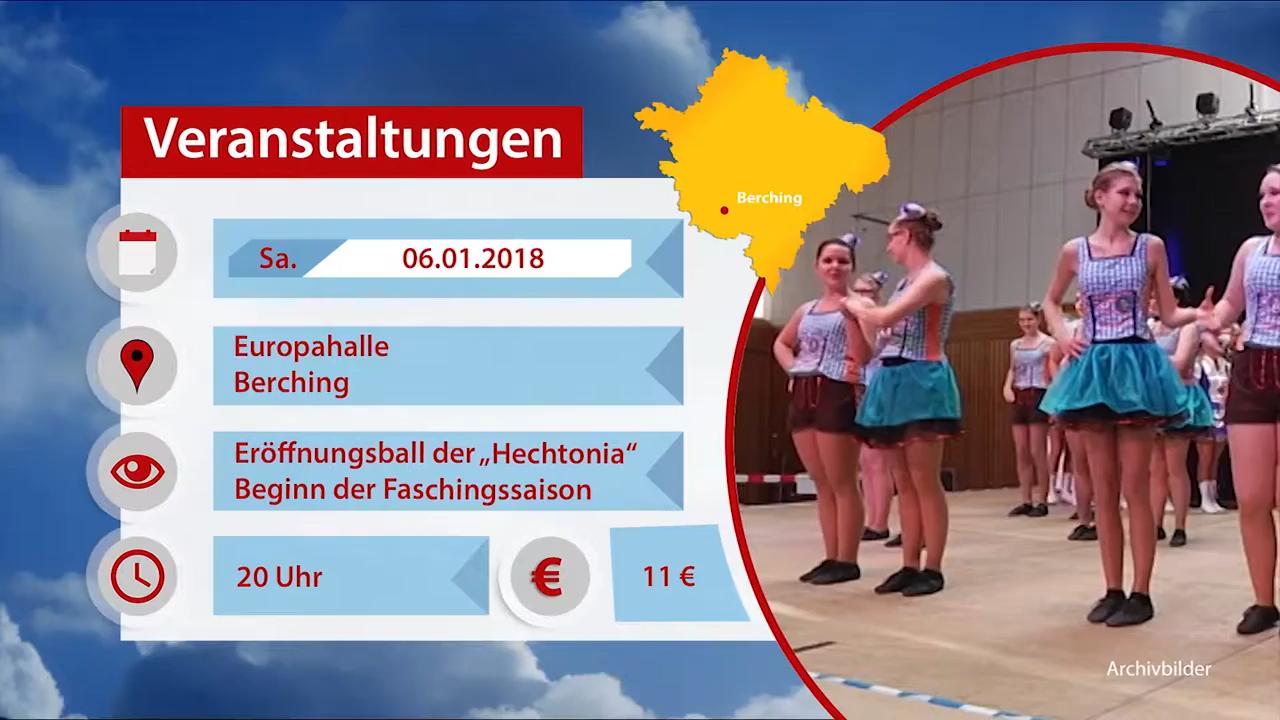 Veranstaltungen
Sa. 06.01.2018
Europahalle
Berching
Eröffnungsball der „Hechtonia“
Beginn der Faschingssaison
20 Uhr
€
11 €
Berching
Archivbilder